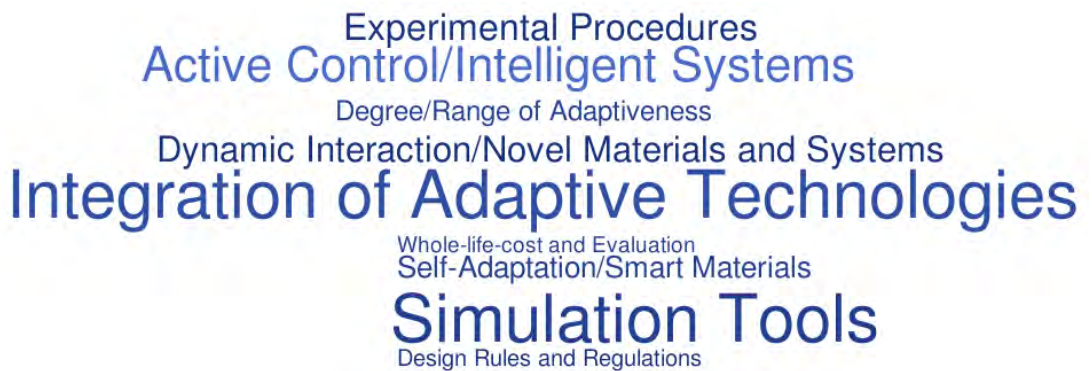 Experimental Procedures
Active Control/Intelligent Systems
Degree/Range of Adaptiveness
Dynamic Interaction/Novel Materials and Systems
Integration of Adaptive Technologies
Whole-life-cost and Evaluation
Self-Adaptation/Smart Materials
Simulation Tools
Design Rules and Regulations